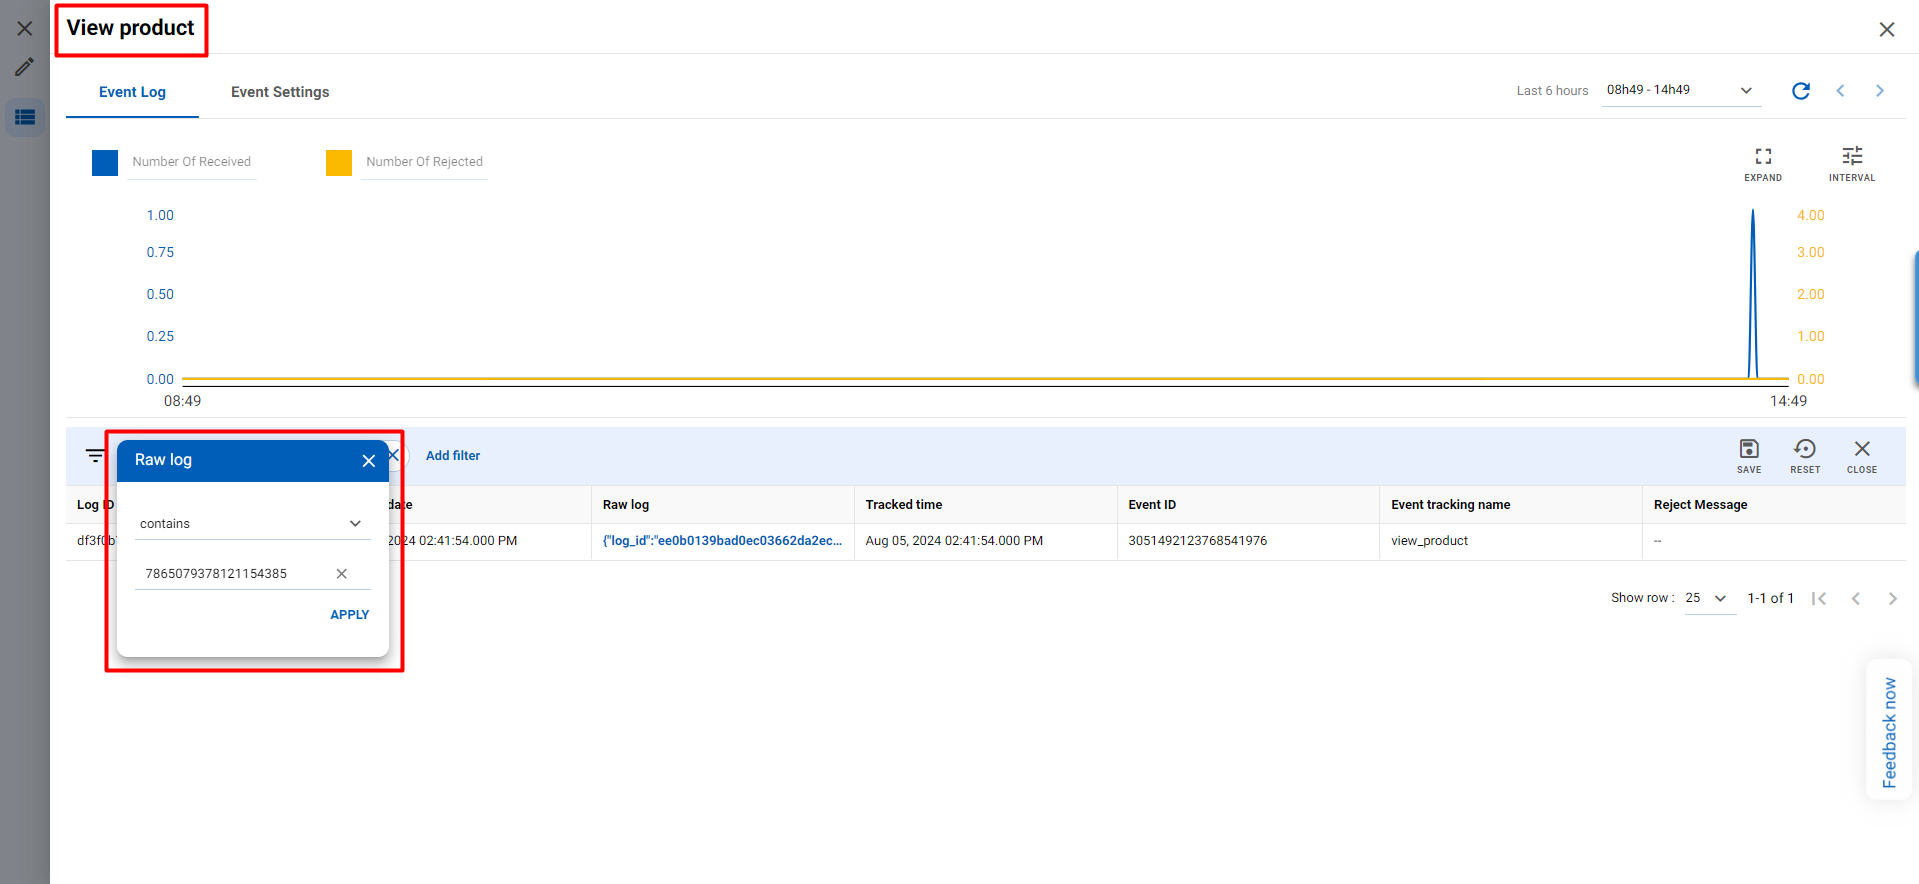 View product
Event Log
Event Settings
Last 6 hours
08h49 - 14h49
Number Of Received
Number Of Rejected
EXPAND
INTERVAL
1.00
0.75
0.50
0.25
0.00
4.00
3.00
2.00
1.00
0.00
08:49
14:49
Raw log
contains
7865079378121154385
APPLY
Add filter
SAVE
RESET
CLOSE
Log ID
date
Raw log
Tracked time
Event ID
Event tracking name
Reject Message
df3f0b
2024 02:41:54.000 PM
{"log_id":"ee0b0139bad0ec03662da2ec...
Aug 05, 2024 02:41:54.000 PM
3051492123768541976
view_product
--
Show row :
25
1-1 of 1
Feedback now